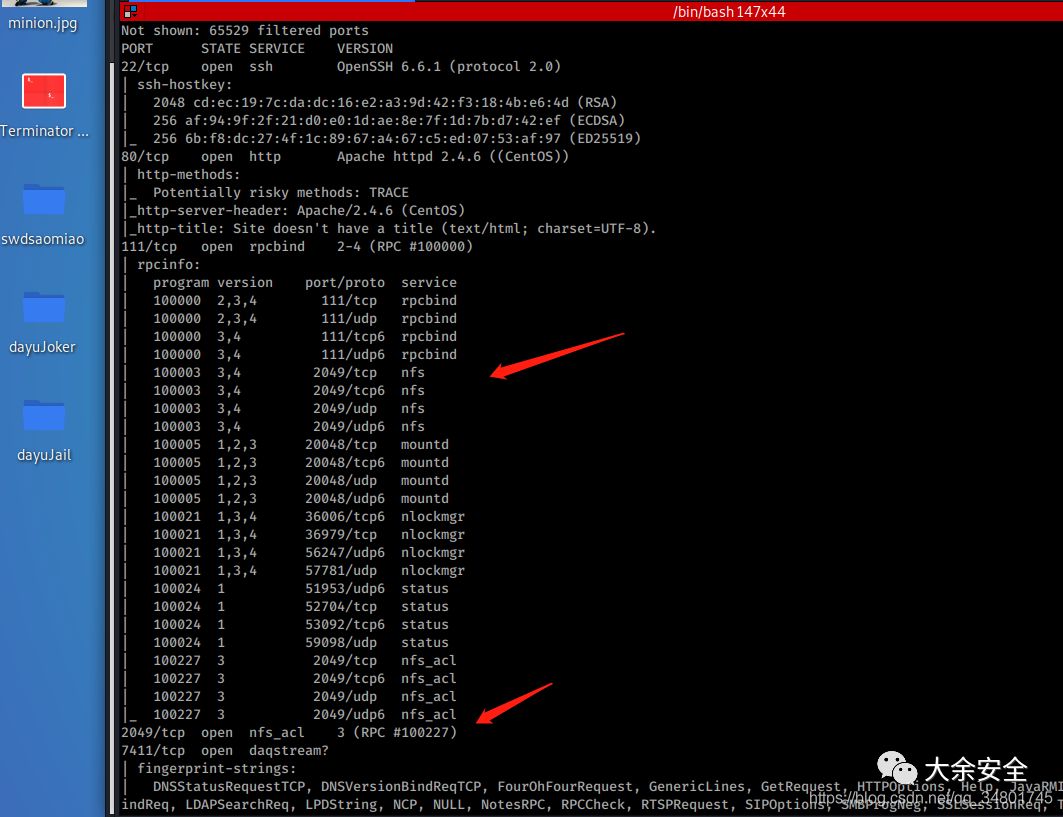 minion.jpg
Terminator ...
swdsaomiao
dayuJoker
dayuJail
/bin/bash 147x44
Not shown: 65529 filtered ports
PORT      STATE SERVICE    VERSION
22/tcp    open  ssh        OpenSSH 6.6.1 (protocol 2.0)
| ssh-hostkey:
|   2048 cd:ec:19:7c:da:dc:16:e2:a3:9d:42:f3:18:4b:e6:4d (RSA)
|   256 af:94:9f:2f:21:d0:e0:1d:ae:8e:7f:1d:7b:d7:42:ef (ECDSA)
|_  256 6b:f8:dc:27:4f:1c:89:67:a4:67:c5:ed:07:53:af:97 (ED25519)
80/tcp    open  http       Apache httpd 2.4.6 ((CentOS))
| http-methods:
|_  Potentially risky methods: TRACE
|_http-server-header: Apache/2.4.6 (CentOS)
|_http-title: Site doesn't have a title (text/html; charset=UTF-8).
111/tcp   open  rpcbind    2-4 (RPC #100000)
| rpcinfo:
|   program version    port/proto  service
|   100000  2,3,4        111/tcp   rpcbind
|   100000  2,3,4        111/udp   rpcbind
|   100000  3,4          111/tcp6  rpcbind
|   100000  3,4          111/udp6  rpcbind
|   100003  3,4         2049/tcp   nfs
|   100003  3,4         2049/tcp6  nfs
|   100003  3,4         2049/udp   nfs
|   100003  3,4         2049/udp6  nfs
|   100005  1,2,3      20048/tcp   mountd
|   100005  1,2,3      20048/tcp6  mountd
|   100005  1,2,3      20048/udp   mountd
|   100005  1,2,3      20048/udp6  mountd
|   100021  1,3,4      36006/tcp6  nlockmgr
|   100021  1,3,4      36979/tcp   nlockmgr
|   100021  1,3,4      56247/udp6  nlockmgr
|   100021  1,3,4      57781/udp   nlockmgr
|   100024  1          51953/udp6  status
|   100024  1          52704/tcp   status
|   100024  1          53092/tcp6  status
|   100024  1          59098/udp   status
|   100227  3           2049/tcp   nfs_acl
|   100227  3           2049/tcp6  nfs_acl
|   100227  3           2049/udp   nfs_acl
|_  100227  3           2049/udp6  nfs_acl
2049/tcp  open  nfs_acl    3 (RPC #100227)
7411/tcp  open  daqstream?
| fingerprint-strings:
|   DNSStatusRequestTCP, DNSVersionBindReqTCP, FourOhFourRequest, GenericLines, GetRequest, HTTPOptions, Help, JavaRMI
indReq, LDAPSearchReq, LPDString, NCP, NULL, NotesRPC, RPCCheck, RTSPRequest, SIPOptions, SMBProgNeg, SSLSessionReq, T
大余安全
https://blog.csdn.net/qq_34801745